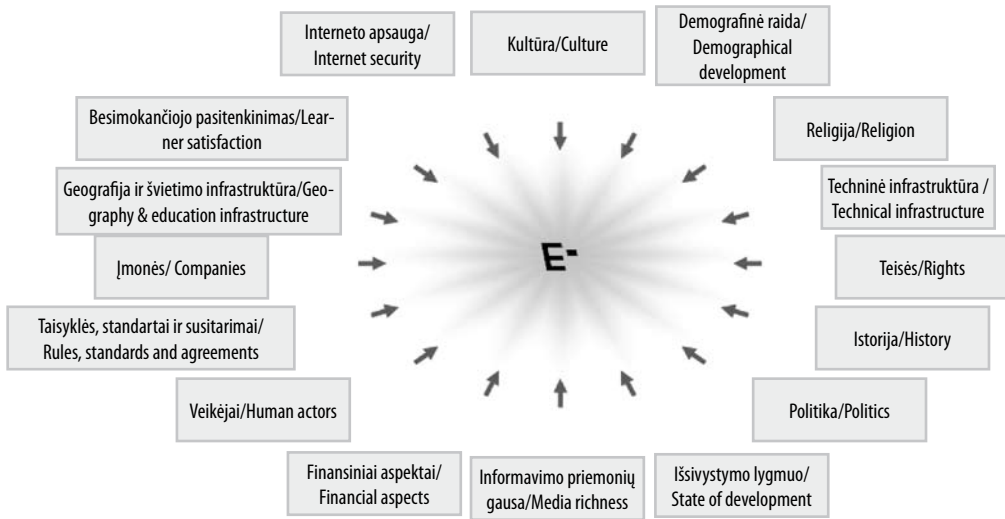 Interneto apsauga/
Internet security
Kultūra/Culture
Demografinė raida/
Demographical
development
Besimokančiojo pasitenkinimas/Lear-
ner satisfaction
Religija/Religion
Geografija ir švietimo infrastruktūra/Geo-
graphy & education infrastructure
Techninė infrastruktūra /
Technical infrastructure
Įmonės/ Companies
E-
Teisės/Rights
Taisyklės, standartai ir susitarimai/
Rules, standards and agreements
Istorija/History
Veikėjai/Human actors
Politika/Politics
Finansiniai aspektai/
Financial aspects
Informavimo priemonių
gausa/Media richness
Išsivystymo lygmuo/
State of development